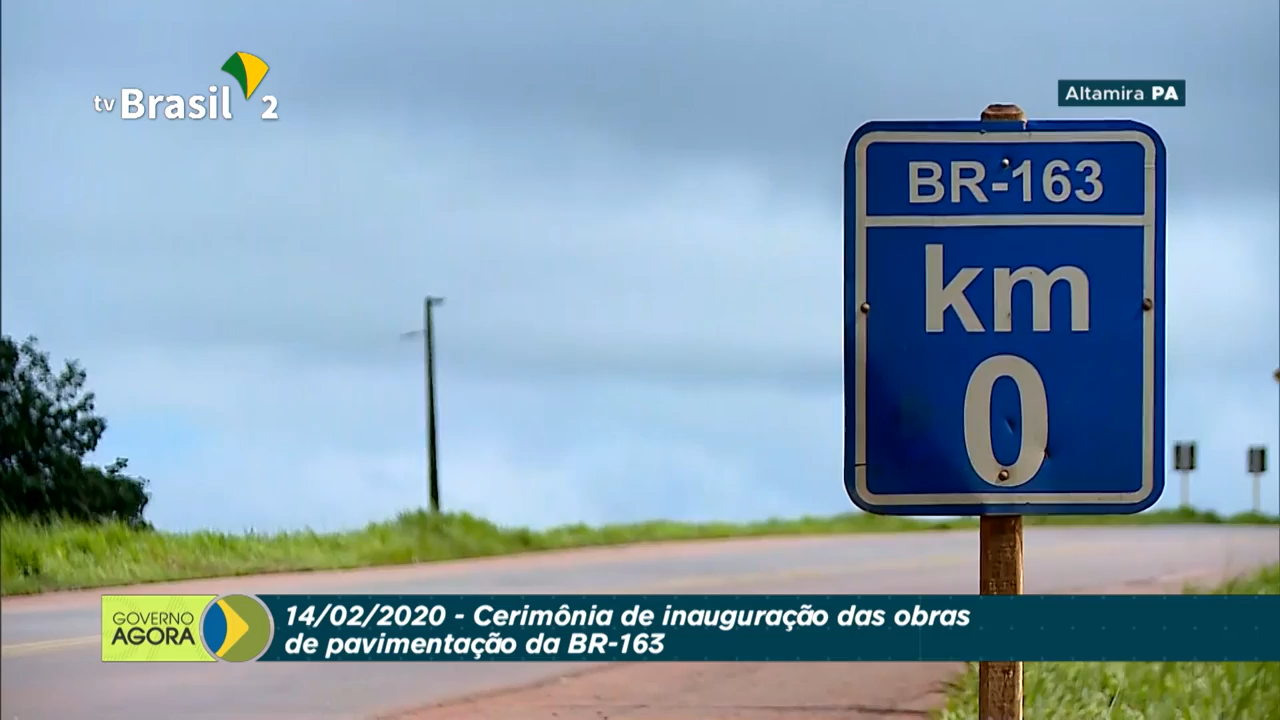 tv Brasil 2
Altamira PA
BR-163
km
0
GOVERNO
AGORA
14/02/2020 - Cerimônia de inauguração das obras
de pavimentação da BR-163